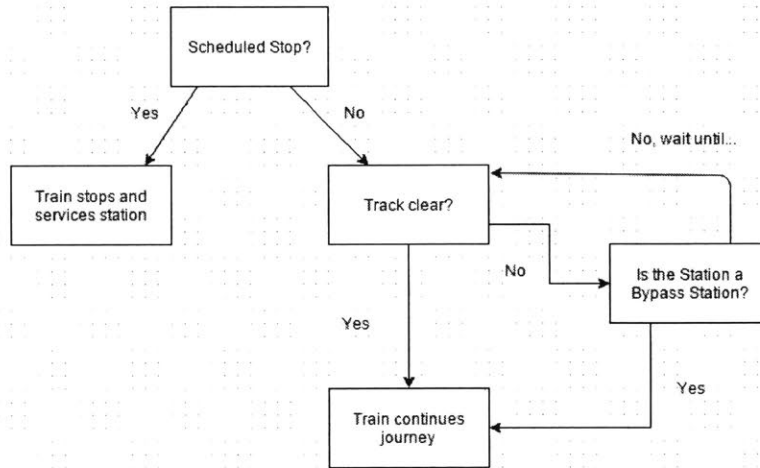 Scheduled Stop?
Yes
No
No, wait until...
Train stops and
services station
Track clear?
No
Is the Station a
Bypass Station?
Yes
Yes
Train continues
journey